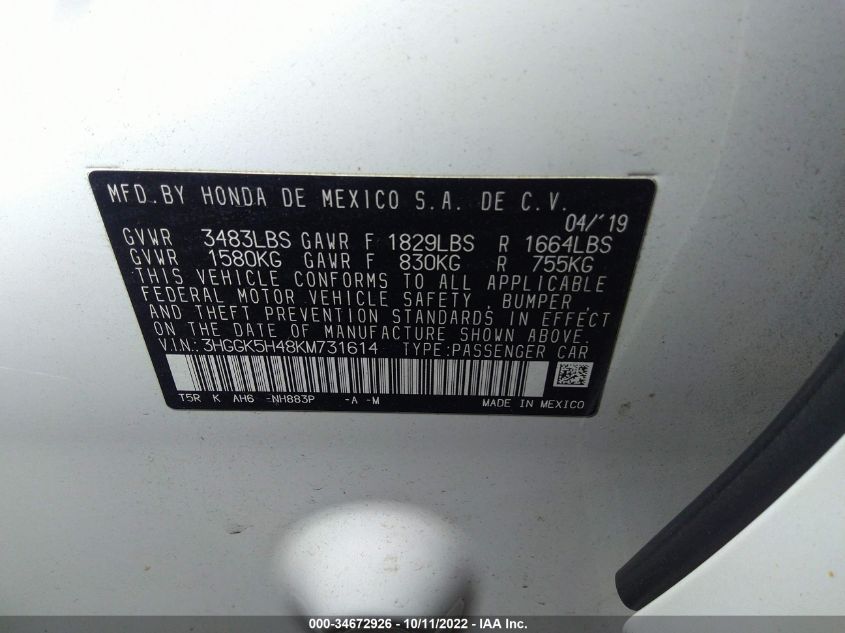 MFD. BY HONDA DE MEXICO S.A. DE C.V.
04/'19
GVWR 3483LBS GAWR F 1829LBS R 1664LBS
GVWR 1580KG GAWR F 830KG R 755KG
THIS VEHICLE CONFORMS TO ALL APPLICABLE
FEDERAL MOTOR VEHICLE SAFETY, BUMPER,
AND THEFT PREVENTION STANDARDS IN EFFECT
ON THE DATE OF MANUFACTURE SHOWN ABOVE.
V.I.N.: 3HGGK5H48KM731614 TYPE:PASSENGER CAR
T5R K AH6 -NH883P -A -M MADE IN MEXICO
000-34672926 - 10/11/2022 - IAA Inc.